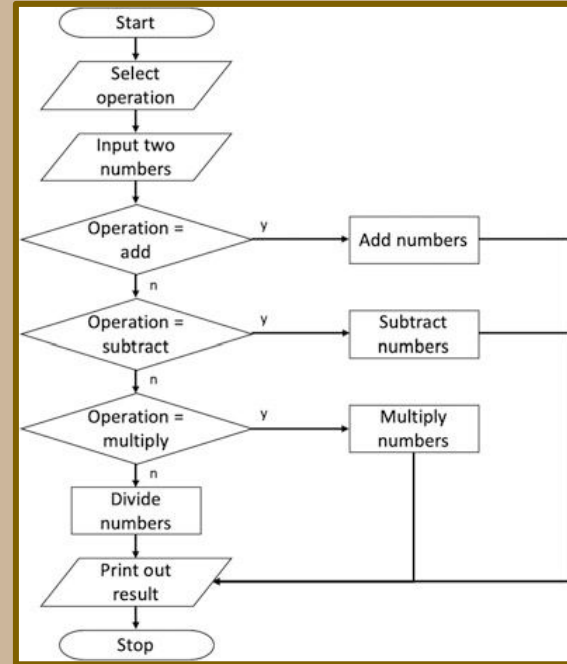 Start
Select
operation
Input two
numbers
Operation =
add
y
Add numbers
n
Operation =
subtract
y
Subtract
numbers
n
Operation =
multiply
y
Multiply
numbers
n
Divide
numbers
Print out
result
Stop